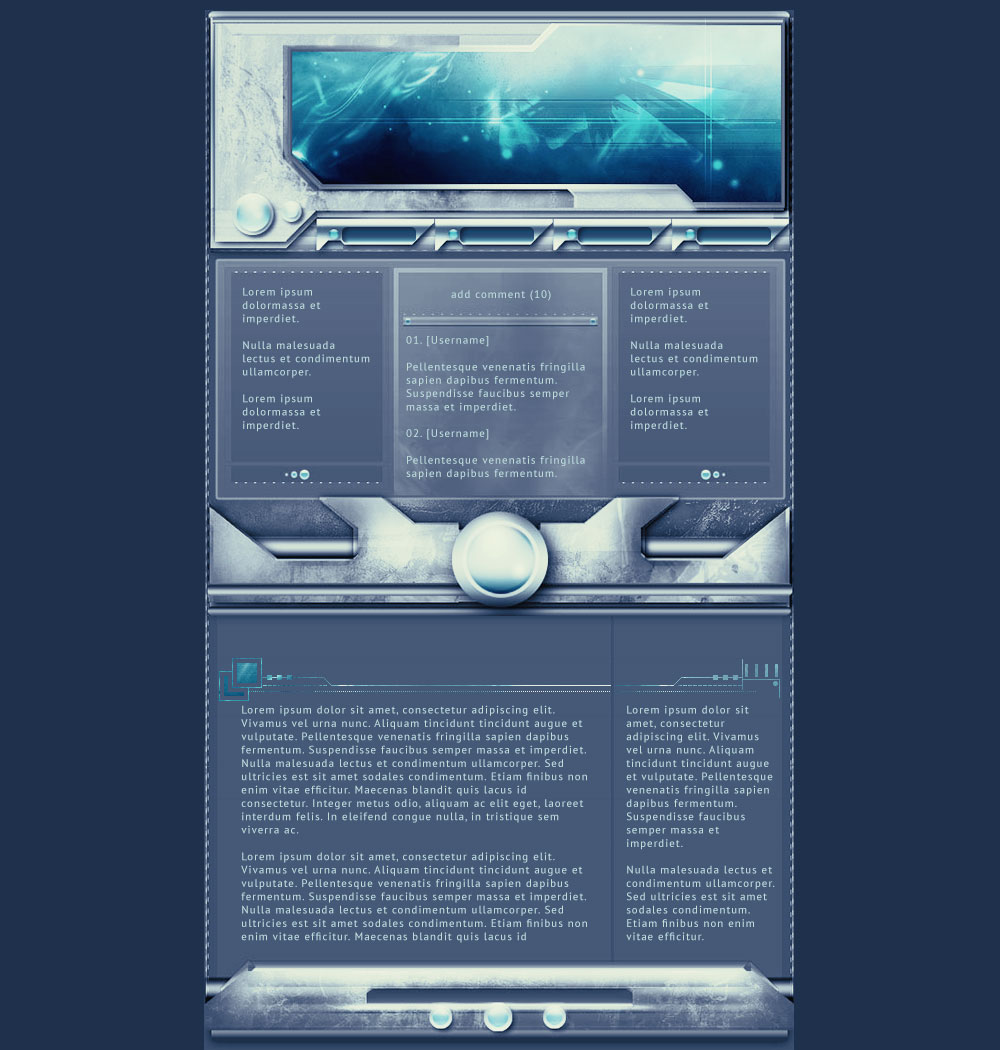 Lorem ipsum
dolormassa et
imperdiet.
Nulla malesuada
lectus et condimentum
ullamcorper.
Lorem ipsum
dolormassa et
imperdiet.
add comment (10)
01. [Username]
Pellentesque venenatis fringilla
sapien dapibus fermentum.
Suspendisse faucibus semper
massa et imperdiet.
02. [Username]
Pellentesque venenatis fringilla
sapien dapibus fermentum.
Lorem ipsum
dolormassa et
imperdiet.
Nulla malesuada
lectus et condimentum
ullamcorper.
Lorem ipsum
dolormassa et
imperdiet.
Lorem ipsum dolor sit amet, consectetur adipiscing elit.
Vivamus vel urna nunc. Aliquam tincidunt tincidunt augue et
vulputate. Pellentesque venenatis fringilla sapien dapibus
fermentum. Suspendisse faucibus semper massa et imperdiet.
Nulla malesuada lectus et condimentum ullamcorper. Sed
ultricies est sit amet sodales condimentum. Etiam finibus non
enim vitae efficitur. Maecenas blandit quis lacus id
consectetur. Integer metus odio, aliquam ac elit eget, laoreet
interdum felis. In eleifend congue nulla, in tristique sem
viverra ac.
Lorem ipsum dolor sit amet, consectetur adipiscing elit.
Vivamus vel urna nunc. Aliquam tincidunt tincidunt augue et
vulputate. Pellentesque venenatis fringilla sapien dapibus
fermentum. Suspendisse faucibus semper massa et imperdiet.
Nulla malesuada lectus et condimentum ullamcorper. Sed
ultricies est sit amet sodales condimentum. Etiam finibus non
enim vitae efficitur. Maecenas blandit quis lacus id
Lorem ipsum dolor sit
amet, consectetur
adipiscing elit. Vivamus
vel urna nunc. Aliquam
tincidunt tincidunt augue
et vulputate. Pellentesque
venenatis fringilla sapien
dapibus fermentum.
Suspendisse faucibus
semper massa et
imperdiet.
Nulla malesuada lectus et
condimentum ullamcorper.
Sed ultricies est sit amet
sodales condimentum.
Etiam finibus non enim
vitae efficitur.